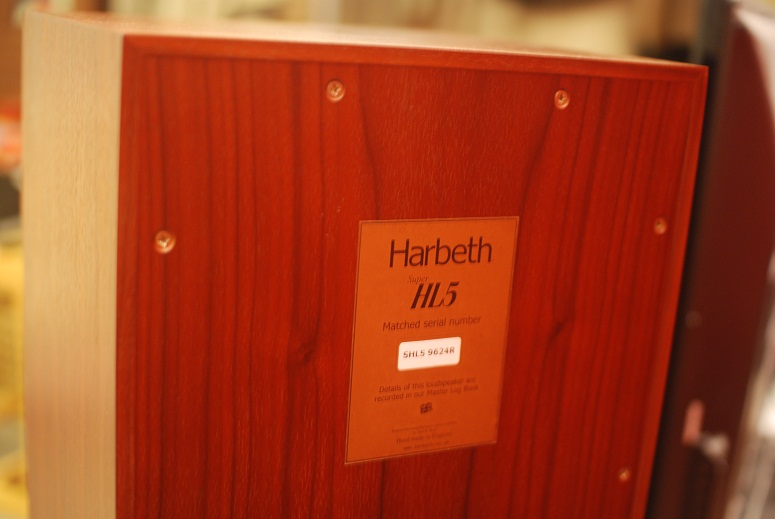 Harbeth
Super
HL5
Matched serial number
SHL5 9624R
Details of this loudspeaker are
recorded in our Master Log Book